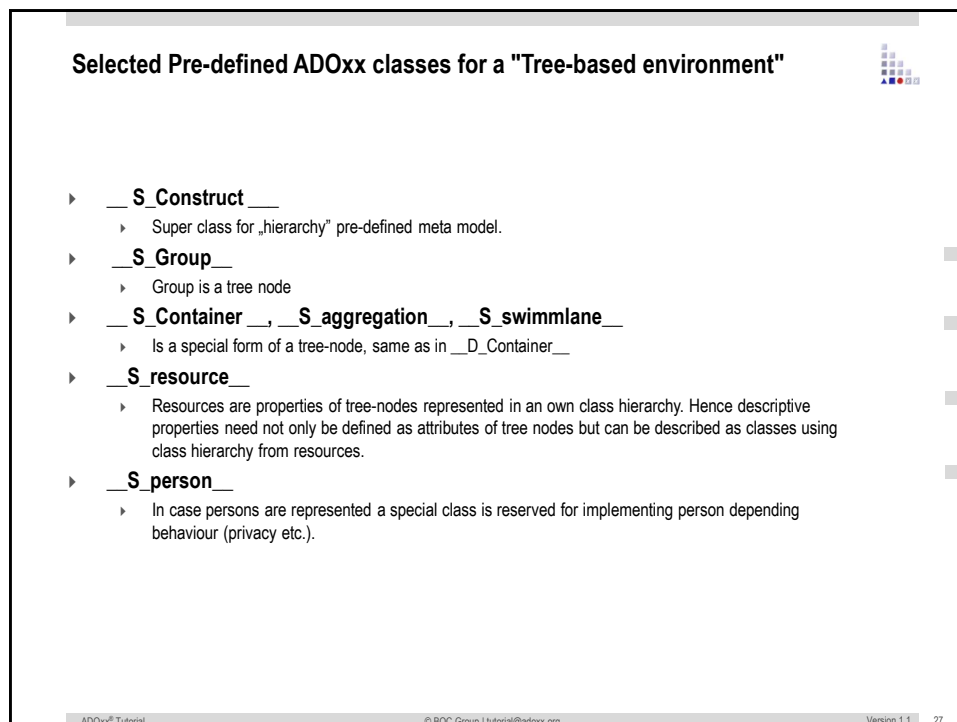 Selected Pre-defined ADOxx classes for a "Tree-based environment"
__ S_Construct ___
Super class for „hierarchy” pre-defined meta model.
__S_Group__
Group is a tree node
__ S_Container __, __S_aggregation__, __S_swimmlane__
Is a special form of a tree-node, same as in __D_Container__
__S_resource__
Resources are properties of tree-nodes represented in an own class hierarchy. Hence descriptive
properties need not only be defined as attributes of tree nodes but can be described as classes using
class hierarchy from resources.
__S_person__
In case persons are represented a special class is reserved for implementing person depending
behaviour (privacy etc.).
ADOxx® Tutorial © BOC Group | tutorial@adoxx.org Version 1.1 27